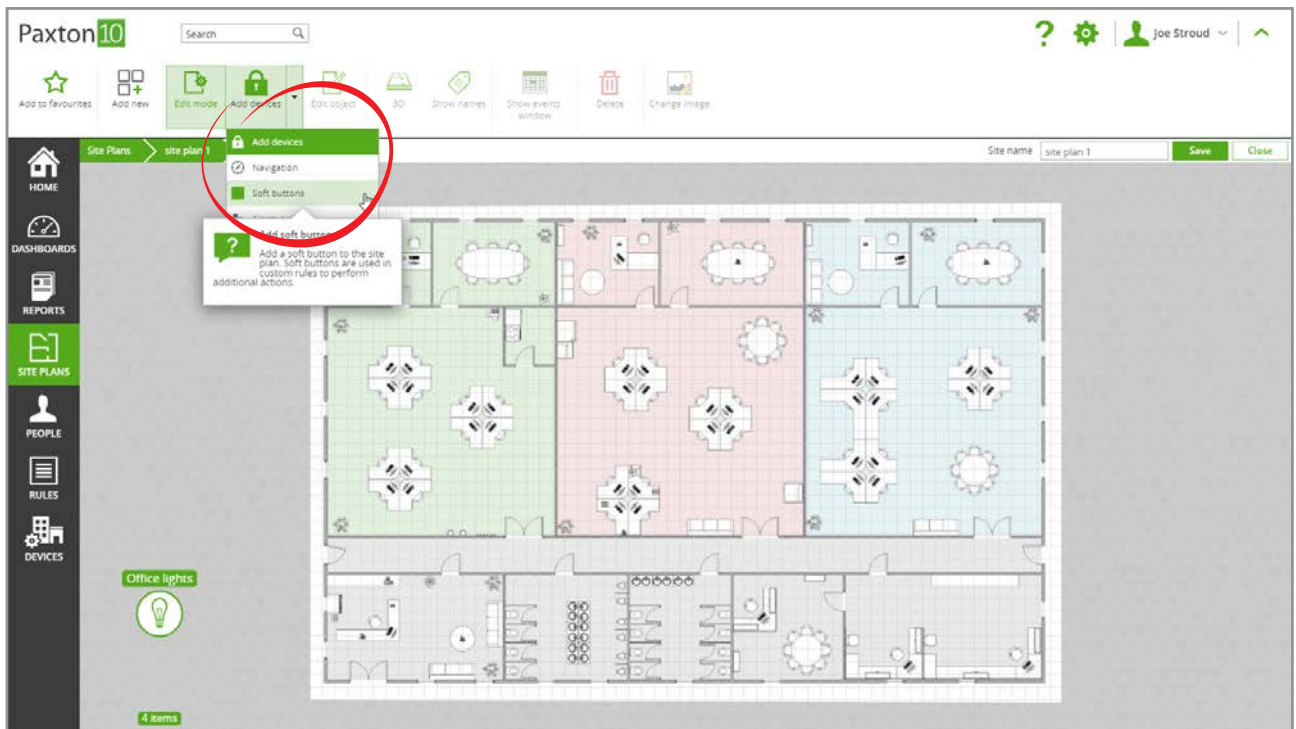 Paxton10
Search
Joe Stroud
Add to favourites
Add new
Edit mode
Add devices
Edit object
3D
Show names
Show events
window
Delete
Change image
Site Plans
site plan 1
Site name
site plan 1
Save
Close
Add devices
Navigation
Soft buttons
Add soft button
Add a soft button to the site
plan. Soft buttons are used in
custom rules to perform
additional actions.
HOME
DASHBOARDS
REPORTS
SITE PLANS
PEOPLE
RULES
DEVICES
Office lights
4 items